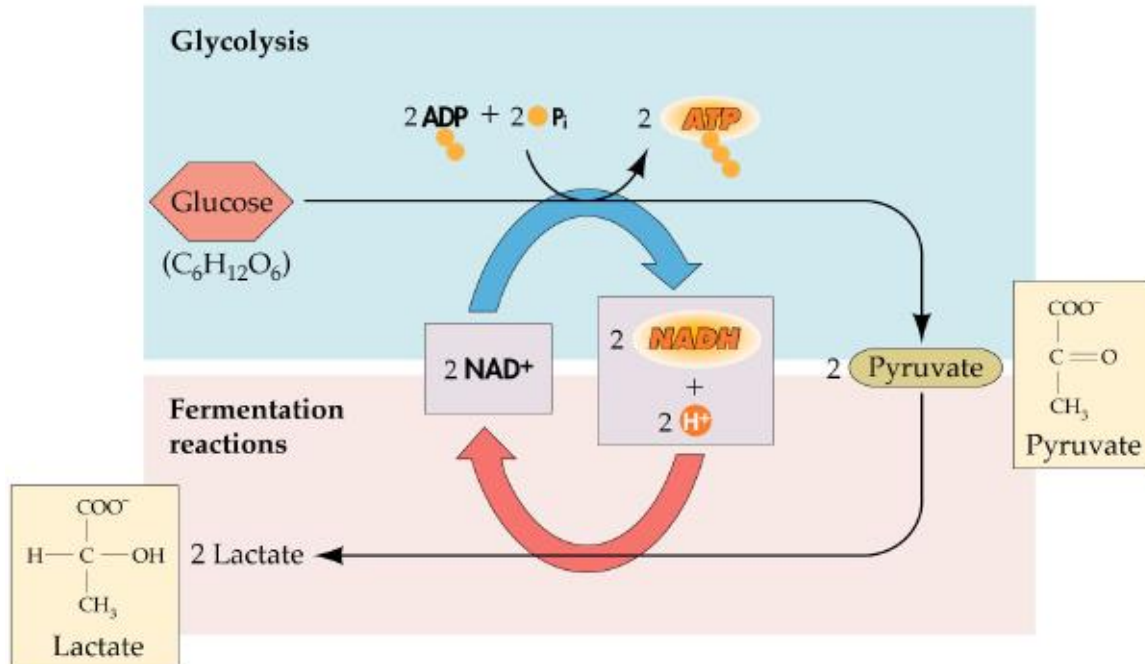 Glycolysis
2 ADP + 2 Pᵢ
2 ATP
Glucose
(C₆H₁₂O₆)
2 NAD⁺
2 NADH
+
2 H⁺
2 Pyruvate
COO⁻
C=O
CH₃
Pyruvate
Fermentation
reactions
COO⁻
H—C—OH
CH₃
Lactate
2 Lactate